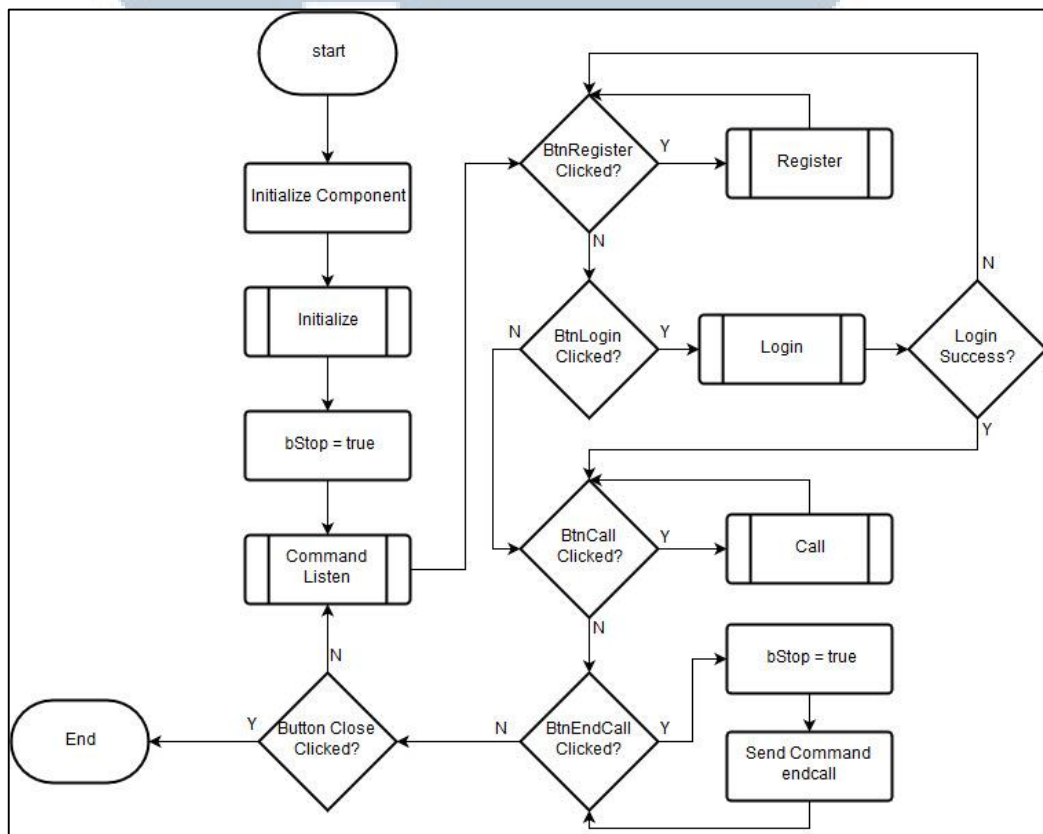 start
Initialize Component
Initialize
bStop = true
Command
Listen
BtnRegister
Clicked?
Y
Register
N
BtnLogin
Clicked?
N
Y
Login
Login
Success?
N
Y
BtnCall
Clicked?
Y
Call
N
BtnEndCall
Clicked?
Y
bStop = true
Send Command
endcall
N
Button Close
Clicked?
N
Y
End